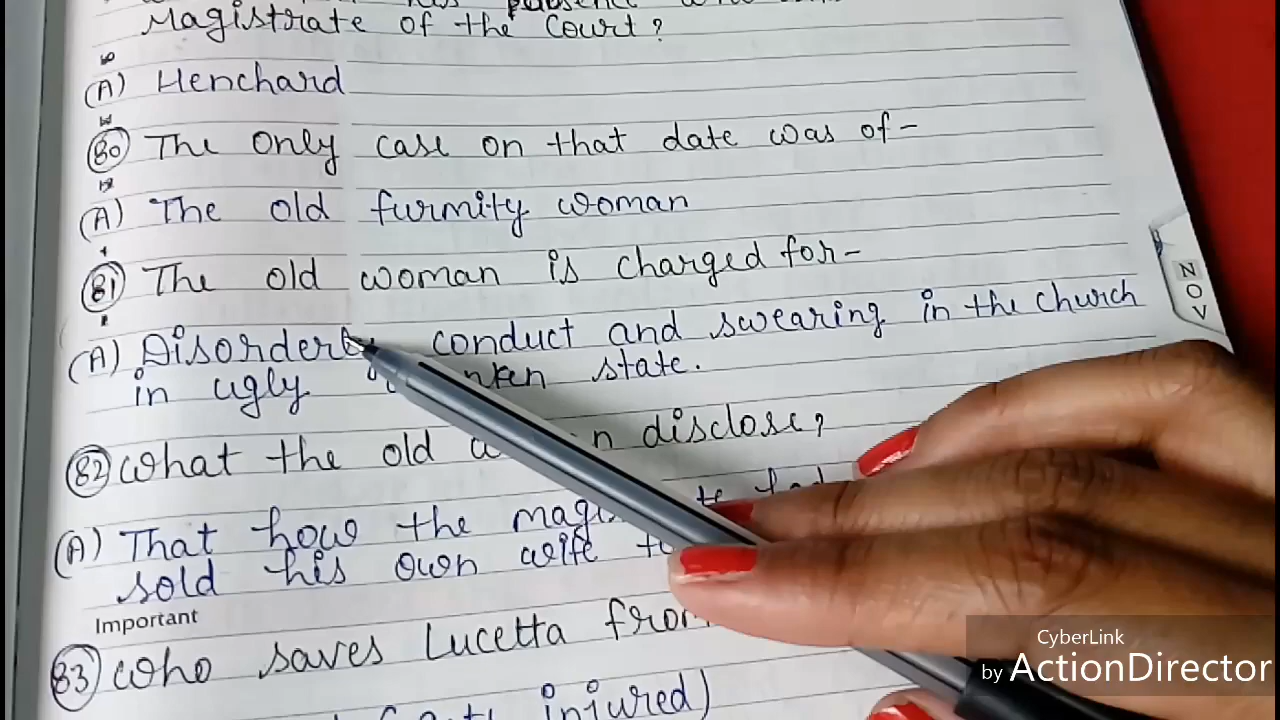 Magistrate of the Court?
(A) Henchard
80 The only case on that date was of-
(A) The old furmity woman
81 The old woman is charged for-
(A) Disorderly conduct and swearing in the church
in ugly state.
82 What the old disclose?
(A) That how the
sold his own wife
Important
83 Who saves Lucetta from
injured)
NOV
CyberLink
by ActionDirector